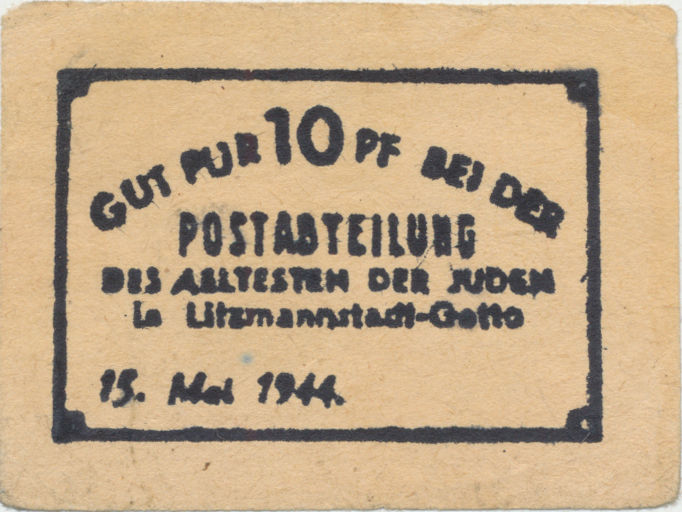 GUT FUR 10 PF BEI DER
POSTABTEILUNG
DES AELTESTEN DER JUDEN
in Litzmannstadt-Getto
15. Mai 1944.